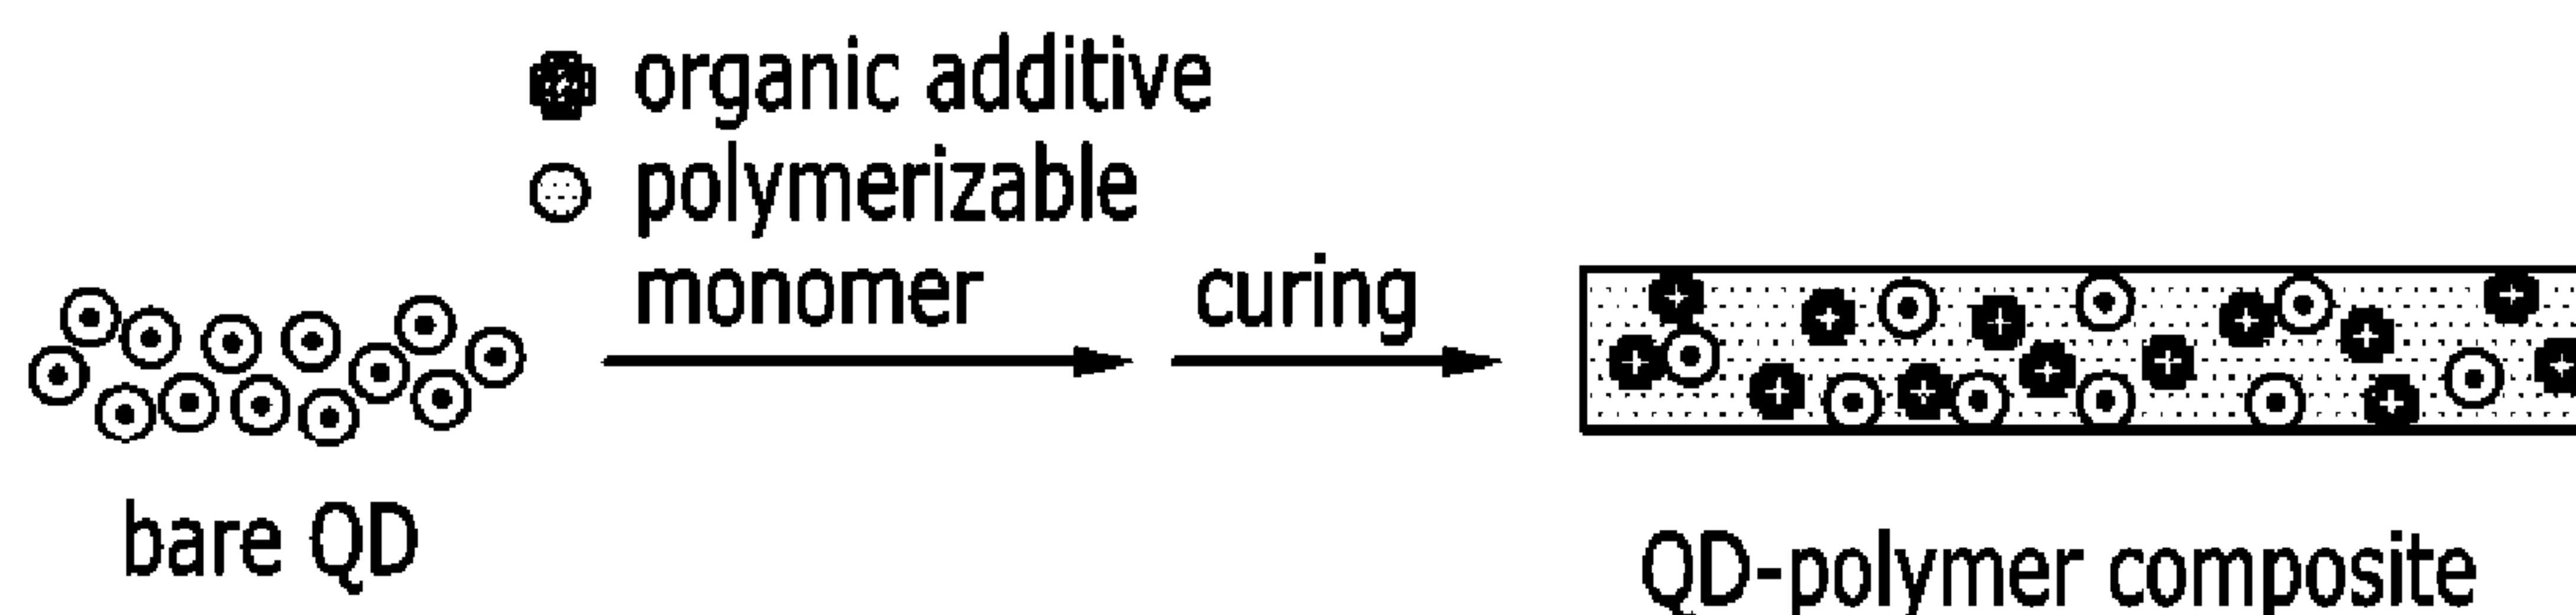 organic additive
polymerizable
monomer
curing
bare QD
QD-polymer composite